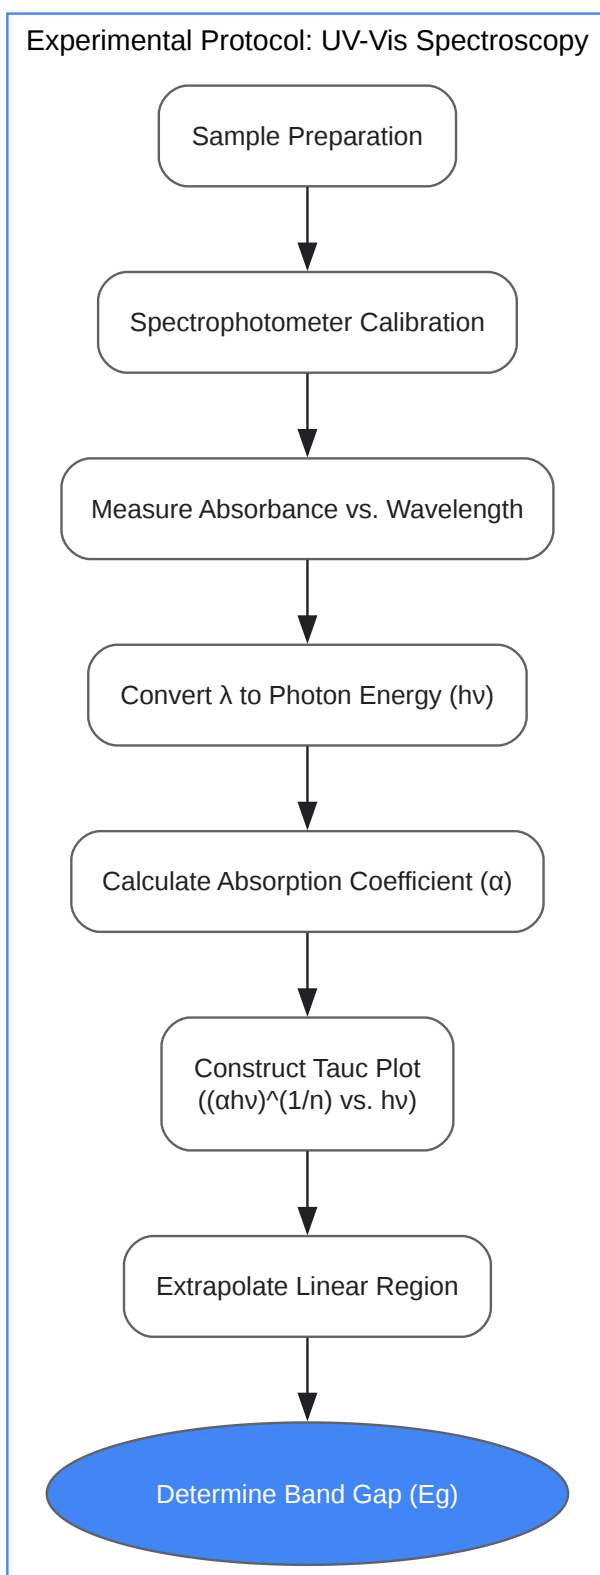 Experimental Protocol: UV-Vis Spectroscopy
Sample Preparation
Spectrophotometer Calibration
Measure Absorbance vs. Wavelength
Convert λ to Photon Energy (hν)
Calculate Absorption Coefficient (α)
Construct Tauc Plot
((αhν)^(1/n) vs. hν)
Extrapolate Linear Region
Determine Band Gap (Eg)